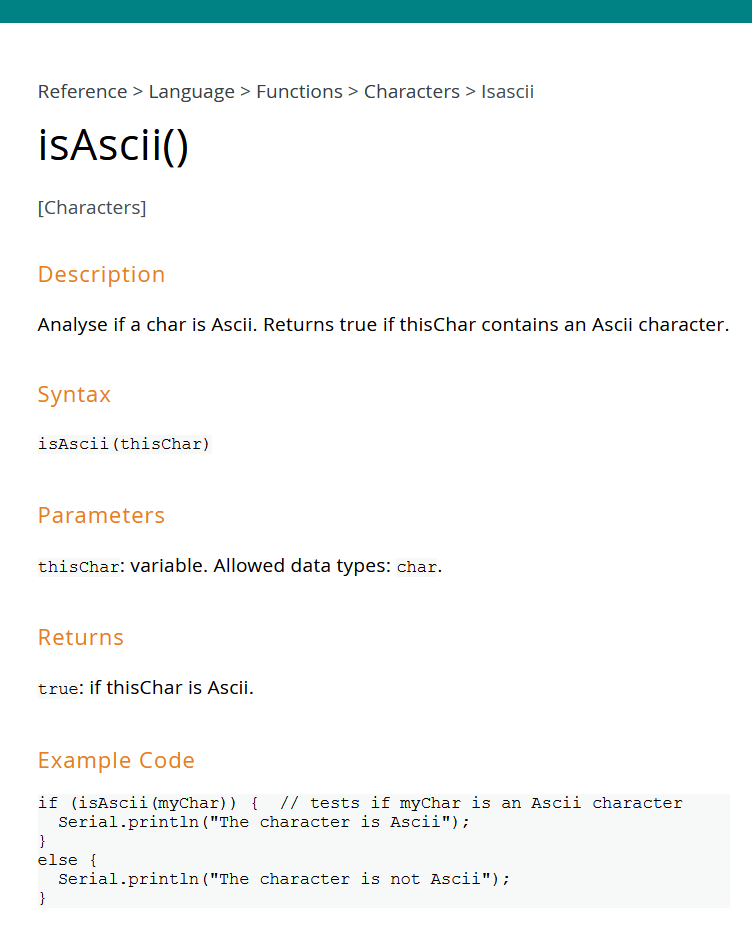 Reference > Language > Functions > Characters > Isascii
isAscii()
[Characters]
Description
Analyse if a char is Ascii. Returns true if thisChar contains an Ascii character.
Syntax
isAscii(thisChar)
Parameters
thisChar: variable. Allowed data types: char.
Returns
true: if thisChar is Ascii.
Example Code
if (isAscii(myChar)) {  // tests if myChar is an Ascii character
  Serial.println("The character is Ascii");
}
else {
  Serial.println("The character is not Ascii");
}